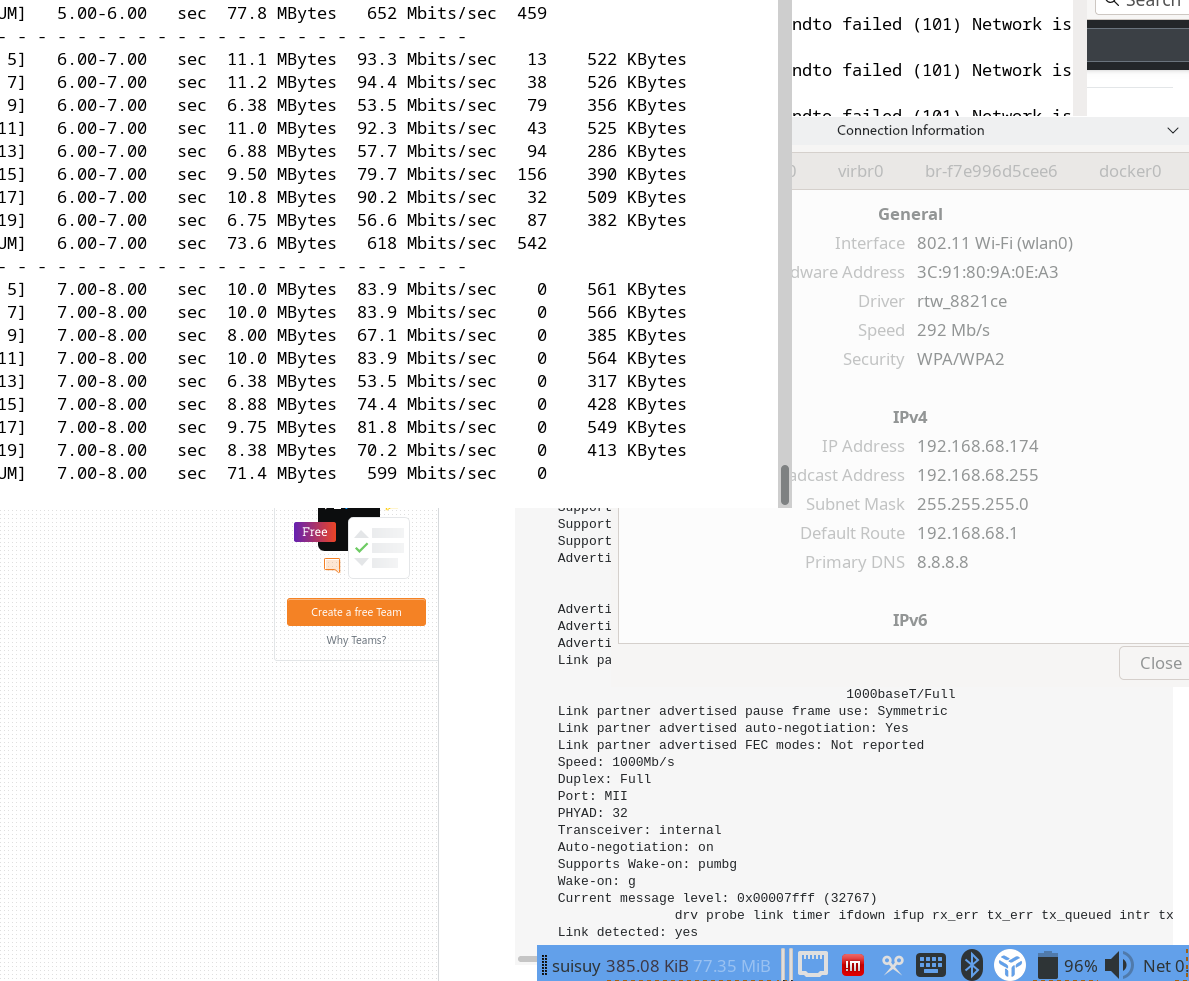 UM]   5.00-6.00   sec  77.8 MBytes   652 Mbits/sec  459
- - - - - - - - - - - - - - - - - - - - - - - -
5]   6.00-7.00   sec  11.1 MBytes  93.3 Mbits/sec   13    522 KBytes
7]   6.00-7.00   sec  11.2 MBytes  94.4 Mbits/sec   38    526 KBytes
9]   6.00-7.00   sec  6.38 MBytes  53.5 Mbits/sec   79    356 KBytes
11]   6.00-7.00   sec  11.0 MBytes  92.3 Mbits/sec   43    525 KBytes
13]   6.00-7.00   sec  6.88 MBytes  57.7 Mbits/sec   94    286 KBytes
15]   6.00-7.00   sec  9.50 MBytes  79.7 Mbits/sec  156    390 KBytes
17]   6.00-7.00   sec  10.8 MBytes  90.2 Mbits/sec   32    509 KBytes
19]   6.00-7.00   sec  6.75 MBytes  56.6 Mbits/sec   87    382 KBytes
UM]   6.00-7.00   sec  73.6 MBytes   618 Mbits/sec  542
- - - - - - - - - - - - - - - - - - - - - - - -
5]   7.00-8.00   sec  10.0 MBytes  83.9 Mbits/sec    0    561 KBytes
7]   7.00-8.00   sec  10.0 MBytes  83.9 Mbits/sec    0    566 KBytes
9]   7.00-8.00   sec  8.00 MBytes  67.1 Mbits/sec    0    385 KBytes
11]   7.00-8.00   sec  10.0 MBytes  83.9 Mbits/sec    0    564 KBytes
13]   7.00-8.00   sec  6.38 MBytes  53.5 Mbits/sec    0    317 KBytes
15]   7.00-8.00   sec  8.88 MBytes  74.4 Mbits/sec    0    428 KBytes
17]   7.00-8.00   sec  9.75 MBytes  81.8 Mbits/sec    0    549 KBytes
19]   7.00-8.00   sec  8.38 MBytes  70.2 Mbits/sec    0    413 KBytes
UM]   7.00-8.00   sec  71.4 MBytes   599 Mbits/sec    0
ndto failed (101) Network is
ndto failed (101) Network is
ndto failed (101) Network is
Search
Connection Information
0 virbr0 br-f7e996d5cee6 docker0
General
Interface 802.11 Wi-Fi (wlan0)
dware Address 3C:91:80:9A:0E:A3
Driver rtw_8821ce
Speed 292 Mb/s
Security WPA/WPA2
IPv4
IP Address 192.168.68.174
adcast Address 192.168.68.255
Subnet Mask 255.255.255.0
Default Route 192.168.68.1
Primary DNS 8.8.8.8
IPv6
Close
Free
Create a free Team
Why Teams?
Support
Support
Support
Adverti
Adverti
Adverti
Adverti
Link pa
1000baseT/Full
Link partner advertised pause frame use: Symmetric
Link partner advertised auto-negotiation: Yes
Link partner advertised FEC modes: Not reported
Speed: 1000Mb/s
Duplex: Full
Port: MII
PHYAD: 32
Transceiver: internal
Auto-negotiation: on
Supports Wake-on: pumbg
Wake-on: g
Current message level: 0x00007fff (32767)
drv probe link timer ifdown ifup rx_err tx_err tx_queued intr tx
Link detected: yes
suisuy 385.08 KiB 77.35 MiB !m 96% Net 0